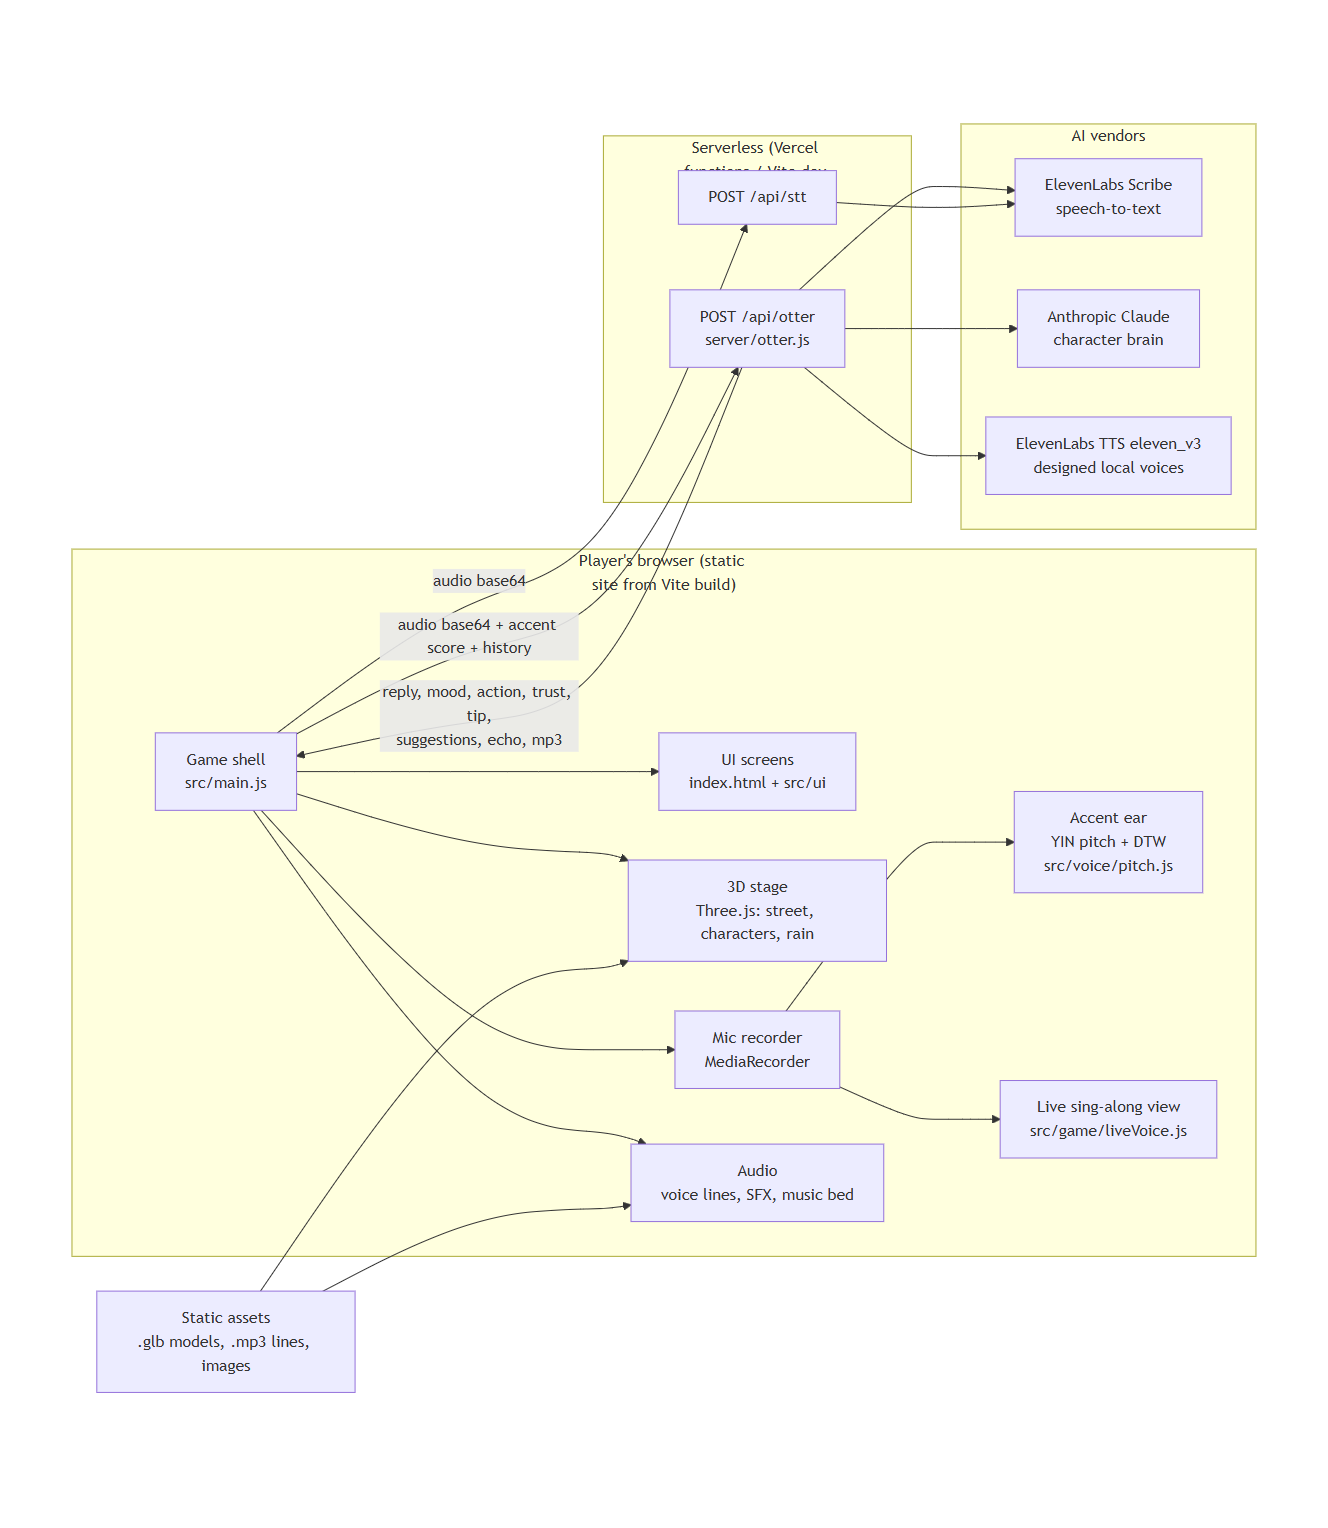 Serverless (Vercel
functions / Vite dev
POST /api/stt
POST /api/otter
server/otter.js
AI vendors
ElevenLabs Scribe
speech-to-text
Anthropic Claude
character brain
ElevenLabs TTS eleven_v3
designed local voices
Player's browser (static
site from Vite build)
audio base64
audio base64 + accent
score + history
reply, mood, action, trust,
tip,
suggestions, echo, mp3
Game shell
src/main.js
UI screens
index.html + src/ui
3D stage
Three.js: street,
characters, rain
Accent ear
YIN pitch + DTW
src/voice/pitch.js
Mic recorder
MediaRecorder
Live sing-along view
src/game/liveVoice.js
Audio
voice lines, SFX, music bed
Static assets
.glb models, .mp3 lines,
images